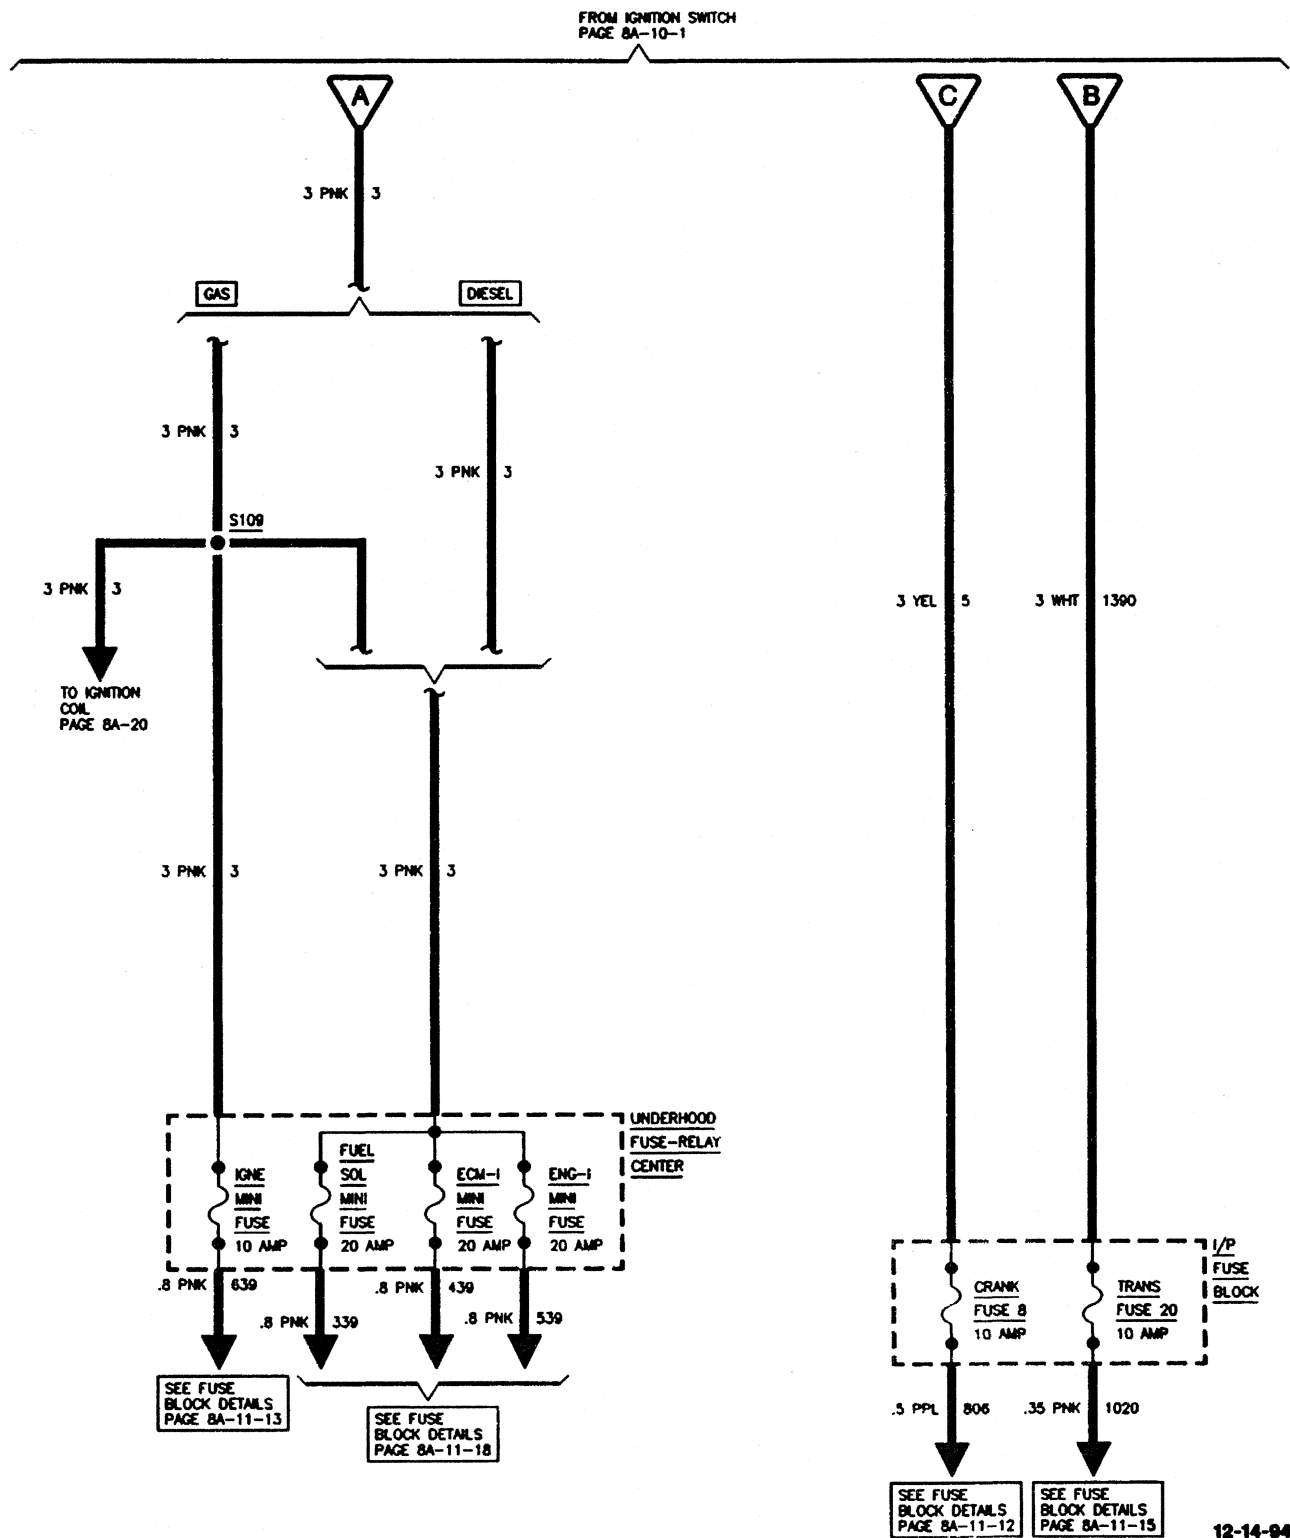 FROM IGNITION SWITCH
PAGE 8A-10-1
A
C
B
3 PNK 3
GAS
DIESEL
3 PNK 3
3 PNK 3
S109
3 PNK 3
3 YEL 5
3 WHT 1390
TO IGNITION
COIL
PAGE 8A-20
3 PNK 3
3 PNK 3
UNDERHOOD
FUSE-RELAY
CENTER
IGNE
MINI
FUSE
10 AMP
FUEL
SOL
MINI
FUSE
20 AMP
ECM-I
MINI
FUSE
20 AMP
ENG-I
MINI
FUSE
20 AMP
I/P
FUSE
BLOCK
CRANK
FUSE 8
10 AMP
TRANS
FUSE 20
10 AMP
.8 PNK 639
.8 PNK 339
.8 PNK 439
.8 PNK 539
SEE FUSE
BLOCK DETAILS
PAGE 8A-11-13
SEE FUSE
BLOCK DETAILS
PAGE 8A-11-18
.5 PPL 806
.35 PNK 1020
SEE FUSE
BLOCK DETAILS
PAGE 8A-11-12
SEE FUSE
BLOCK DETAILS
PAGE 8A-11-15
12-14-94